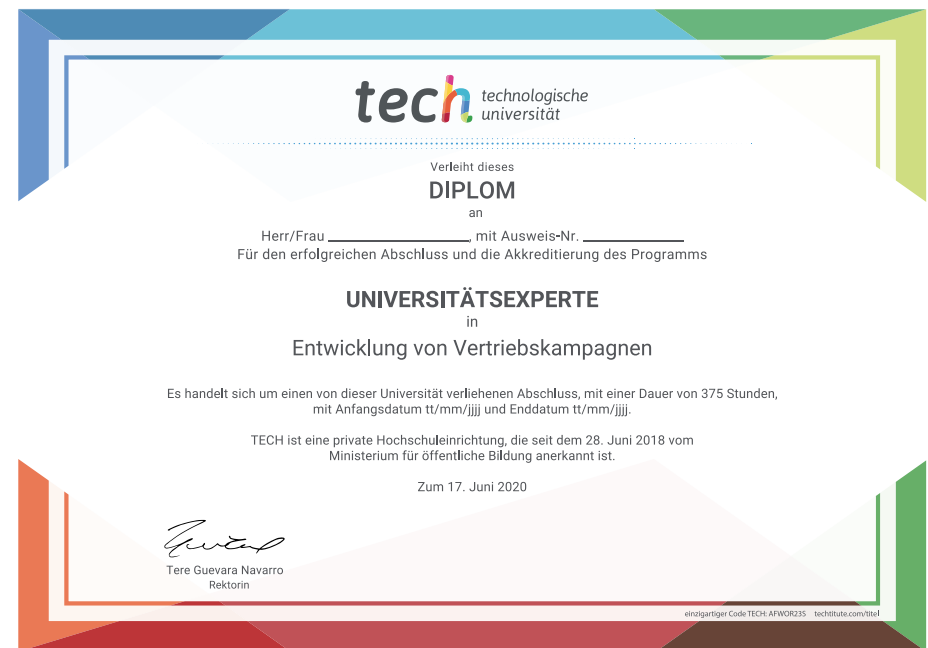 tech technologische
universität
Verleiht dieses
DIPLOM
an
Herr/Frau ____________________, mit Ausweis-Nr. ______________
Für den erfolgreichen Abschluss und die Akkreditierung des Programms
UNIVERSITÄTSEXPERTE
in
Entwicklung von Vertriebskampagnen
Es handelt sich um einen von dieser Universität verliehenen Abschluss, mit einer Dauer von 375 Stunden,
mit Anfangsdatum tt/mm/jjjj und Enddatum tt/mm/jjjj.
TECH ist eine private Hochschuleinrichtung, die seit dem 28. Juni 2018 vom
Ministerium für öffentliche Bildung anerkannt ist.
Zum 17. Juni 2020
Tere Guevara Navarro
Rektorin
einzigartiger Code TECH: AFWOR235 techtitute.com/titel